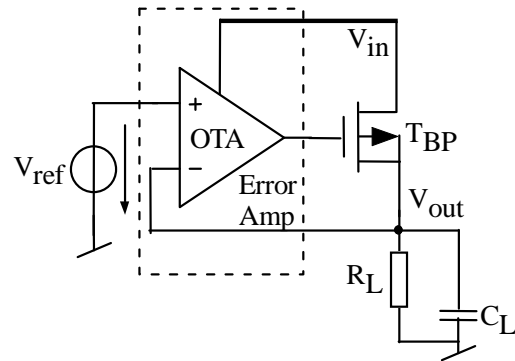 V_in
+
OTA
T_BP
V_ref
−
Error
Amp
V_out
R_L
C_L